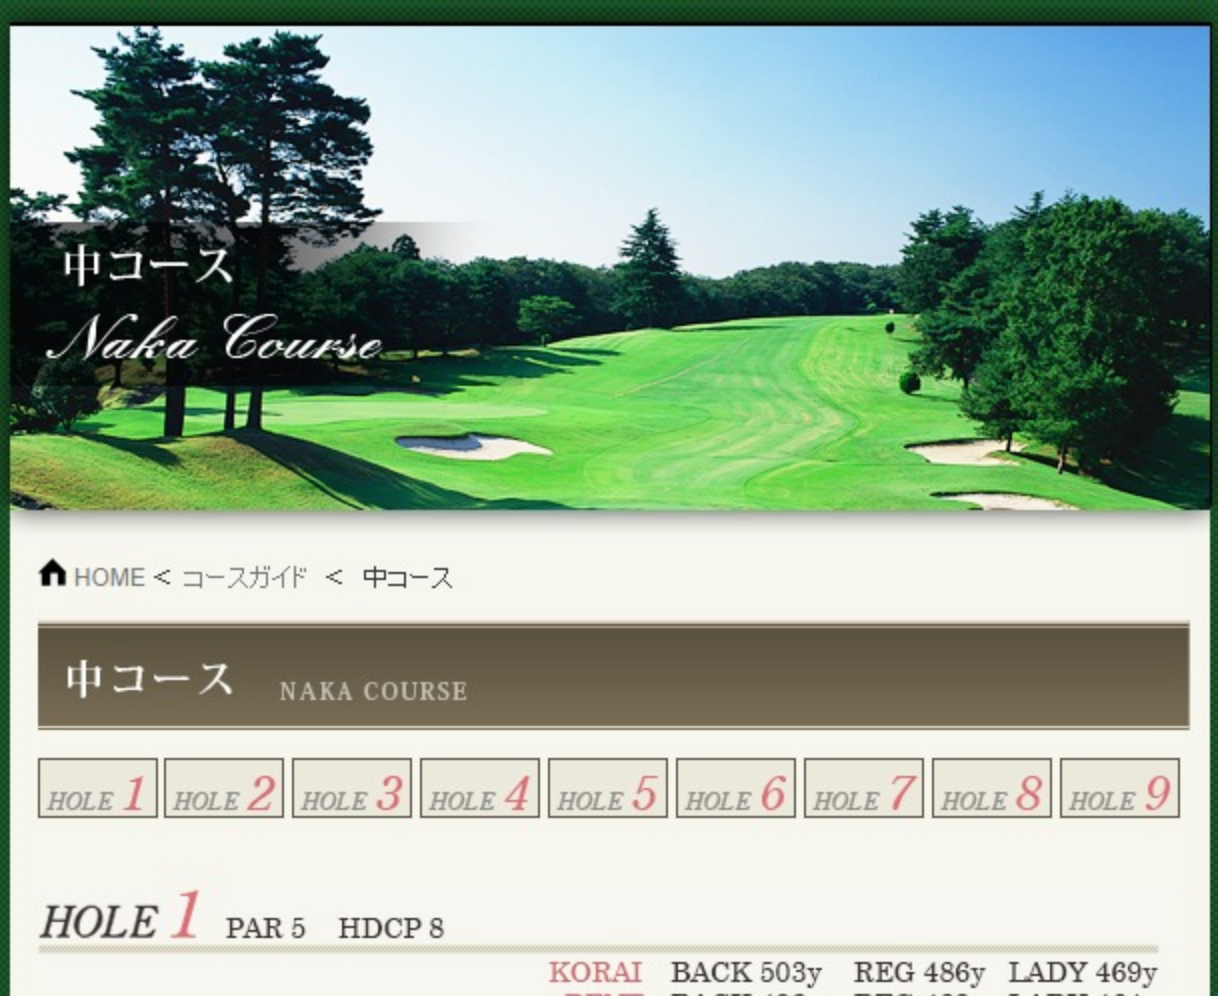 中コース
Naka Course
HOME < コースガイド < 中コース
中コース NAKA COURSE
HOLE 1 HOLE 2 HOLE 3 HOLE 4 HOLE 5 HOLE 6 HOLE 7 HOLE 8 HOLE 9
HOLE 1 PAR 5 HDCP 8
KORAI BACK 503y REG 486y LADY 469y